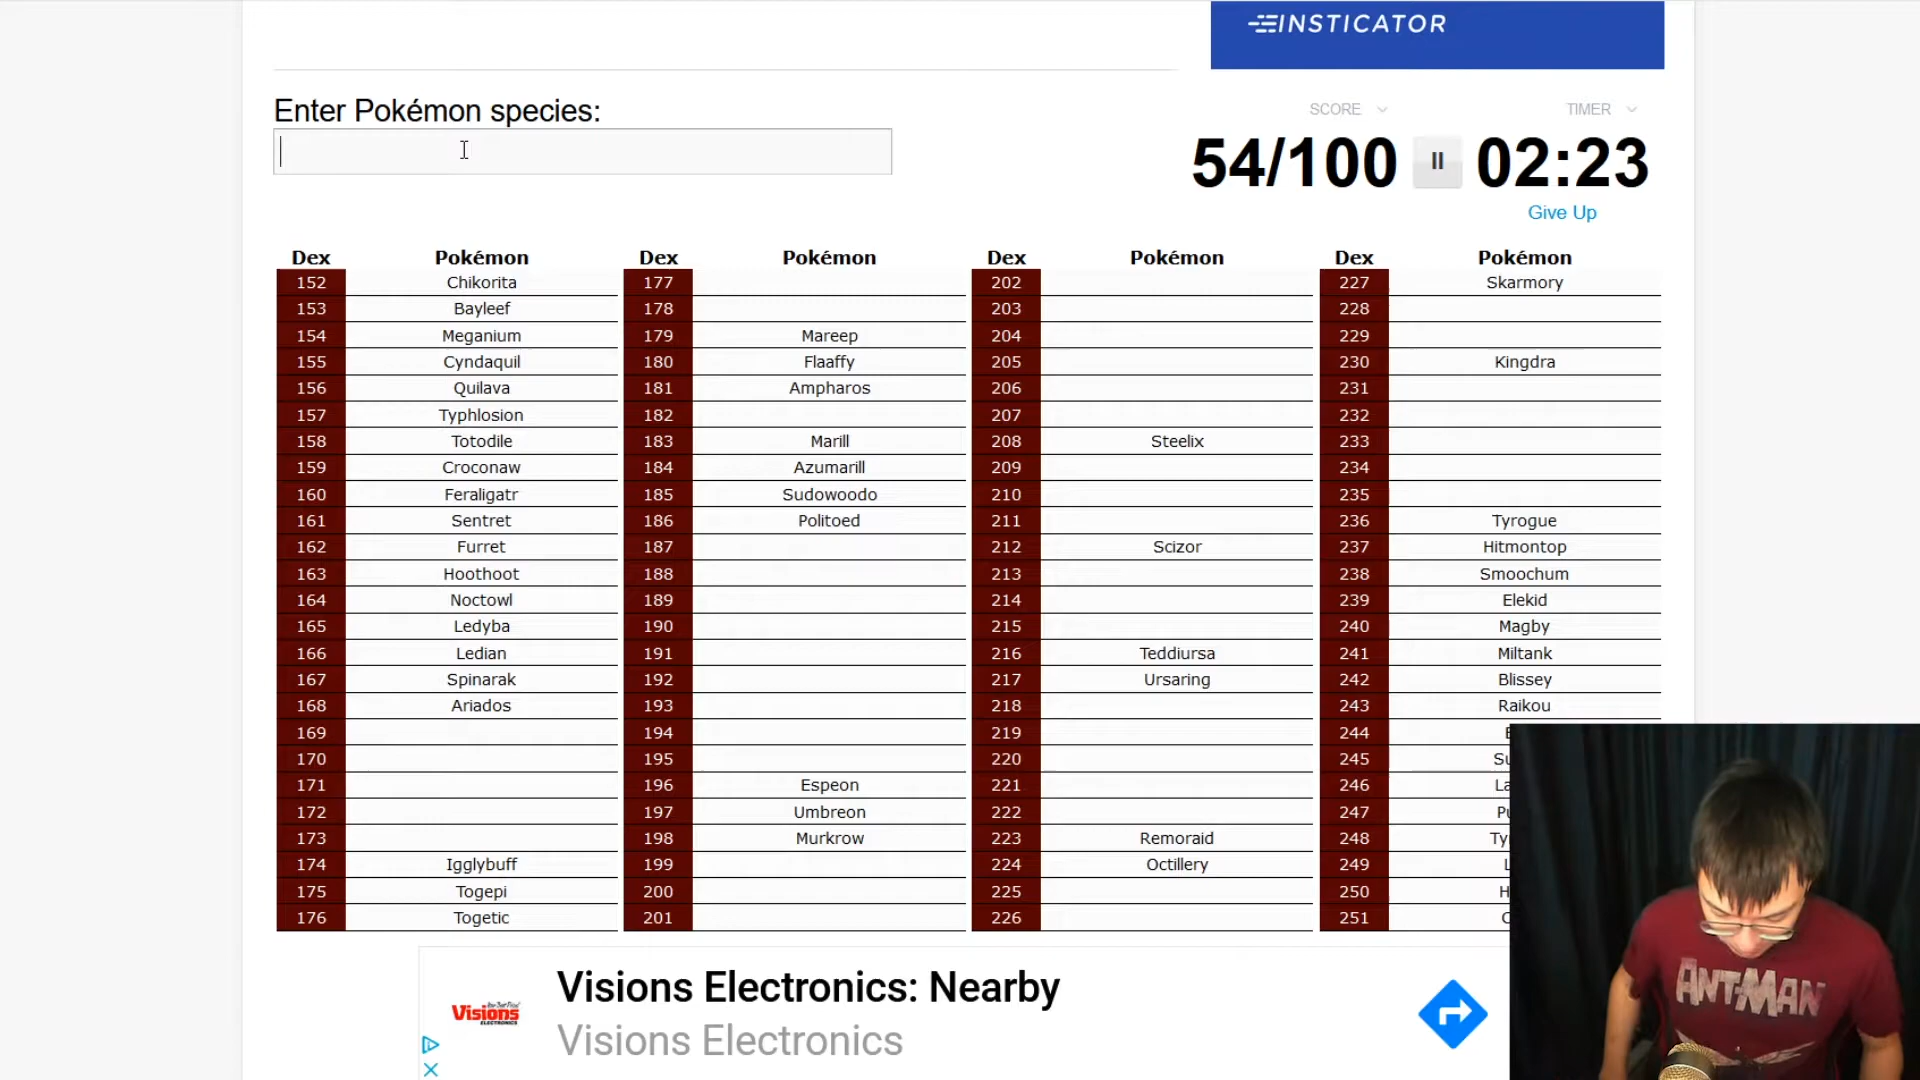 INSTICATOR
Enter Pokémon species:
SCORE
TIMER
54/100
02:23
Give Up
Dex Pokémon Dex Pokémon Dex Pokémon Dex Pokémon
152 Chikorita 177 202 227 Skarmory
153 Bayleef 178 203 228
154 Meganium 179 Mareep 204 229
155 Cyndaquil 180 Flaaffy 205 230 Kingdra
156 Quilava 181 Ampharos 206 231
157 Typhlosion 182 207 232
158 Totodile 183 Marill 208 Steelix 233
159 Croconaw 184 Azumarill 209 234
160 Feraligatr 185 Sudowoodo 210 235
161 Sentret 186 Politoed 211 236 Tyrogue
162 Furret 187 212 Scizor 237 Hitmontop
163 Hoothoot 188 213 238 Smoochum
164 Noctowl 189 214 239 Elekid
165 Ledyba 190 215 240 Magby
166 Ledian 191 216 Teddiursa 241 Miltank
167 Spinarak 192 217 Ursaring 242 Blissey
168 Ariados 193 218 243 Raikou
169 194 219 244
170 195 220 245 Su
171 196 Espeon 221 246 La
172 197 Umbreon 222 247 Pu
173 198 Murkrow 223 Remoraid 248 Ty
174 Igglybuff 199 224 Octillery 249 L
175 Togepi 200 225 250 H
176 Togetic 201 226 251
Visions Electronics: Nearby
Visions
ELECTRONICS
Visions Electronics
ANT-MAN